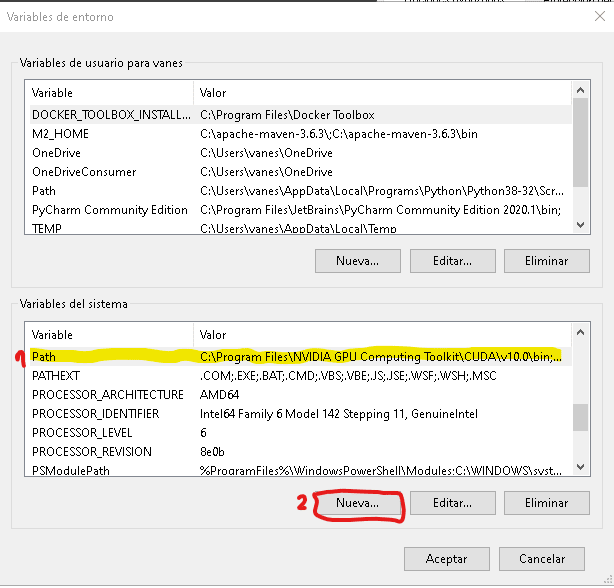 Variables de entorno
Variables de usuario para vanes
Variable Valor
DOCKER_TOOLBOX_INSTALL... C:\Program Files\Docker Toolbox
M2_HOME C:\apache-maven-3.6.3\;C:\apache-maven-3.6.3\bin
OneDrive C:\Users\vanes\OneDrive
OneDriveConsumer C:\Users\vanes\OneDrive
Path C:\Users\vanes\AppData\Local\Programs\Python\Python38-32\Scr...
PyCharm Community Edition C:\Program Files\JetBrains\PyCharm Community Edition 2020.1\bin;
TEMP C:\Users\vanes\AppData\Local\Temp
Nueva... Editar... Eliminar
Variables del sistema
Variable Valor
1 Path C:\Program Files\NVIDIA GPU Computing Toolkit\CUDA\v10.0\bin;...
PATHEXT .COM;.EXE;.BAT;.CMD;.VBS;.VBE;.JS;.JSE;.WSF;.WSH;.MSC
PROCESSOR_ARCHITECTURE AMD64
PROCESSOR_IDENTIFIER Intel64 Family 6 Model 142 Stepping 11, GenuineIntel
PROCESSOR_LEVEL 6
PROCESSOR_REVISION 8e0b
PSModulePath %ProgramFiles%\WindowsPowerShell\Modules;C:\WINDOWS\syst...
2 Nueva... Editar... Eliminar
Aceptar Cancelar